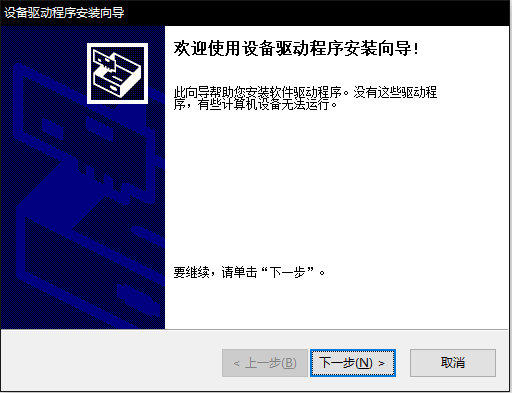 设备驱动程序安装向导
欢迎使用设备驱动程序安装向导!
此向导帮助您安装软件驱动程序。没有这些驱动程
序，有些计算机设备无法运行。
要继续，请单击“下一步”。
< 上一步(B)
下一步(N) >
取消